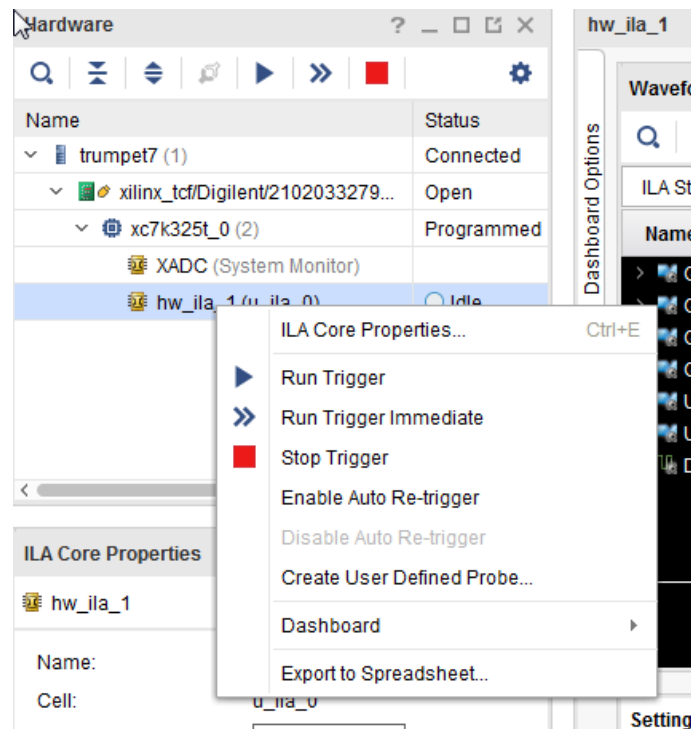 Hardware
hw_ila_1
Name Status
trumpet7 (1) Connected
xilinx_tcf/Digilent/2102033279... Open
xc7k325t_0 (2) Programmed
XADC (System Monitor)
hw_ila_1 (u_ila_0) Idle
Dashboard Options
Wavefo
ILA St
Name
ILA Core Properties... Ctrl+E
Run Trigger
Run Trigger Immediate
Stop Trigger
Enable Auto Re-trigger
Disable Auto Re-trigger
Create User Defined Probe...
Dashboard
Export to Spreadsheet...
ILA Core Properties
hw_ila_1
Name:
Cell: u_ila_0
Setting